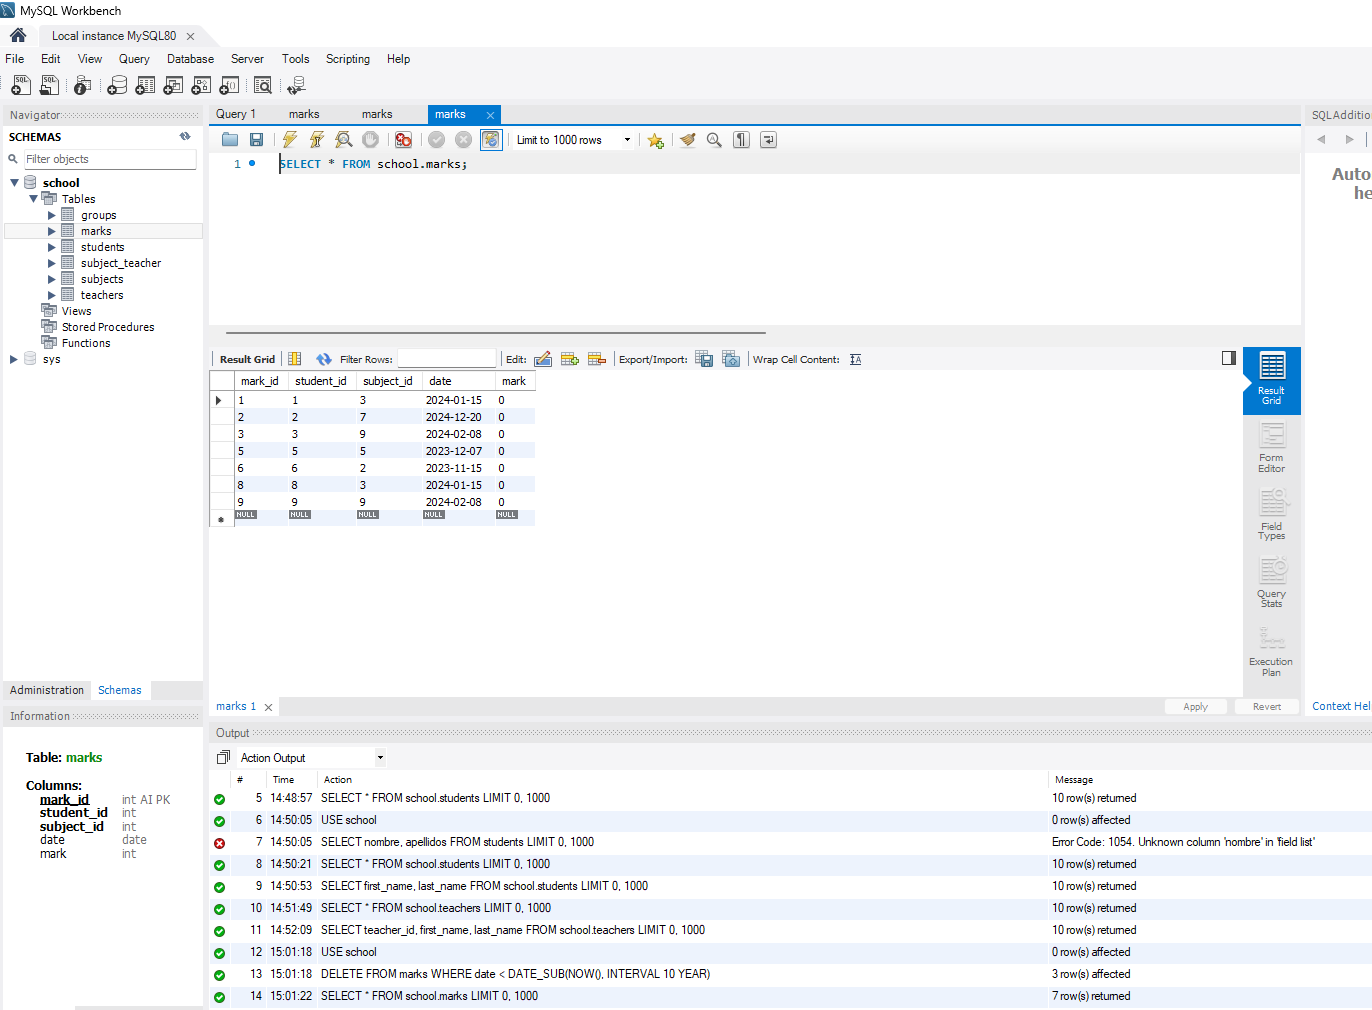 MySQL Workbench
Local instance MySQL80
File Edit View Query Database Server Tools Scripting Help
Navigator
SCHEMAS
Filter objects
school
Tables
groups
marks
students
subject_teacher
subjects
teachers
Views
Stored Procedures
Functions
sys
Administration Schemas
Information
Table: marks
Columns:
mark_id int AI PK
student_id int
subject_id int
date date
mark int
Query 1 marks marks marks
Limit to 1000 rows
1 SELECT * FROM school.marks;
Result Grid Filter Rows: Edit: Export/Import: Wrap Cell Content:
mark_id student_id subject_id date mark
1 1 3 2024-01-15 0
2 2 7 2024-12-20 0
3 3 9 2024-02-08 0
5 5 5 2023-12-07 0
6 6 2 2023-11-15 0
8 8 3 2024-01-15 0
9 9 9 2024-02-08 0
NULL NULL NULL NULL NULL
Result
Grid
Form
Editor
Field
Types
Query
Stats
Execution
Plan
marks 1
Apply Revert
SQLAdditio
Auto
he
Context Hel
Output
Action Output
# Time Action Message
5 14:48:57 SELECT * FROM school.students LIMIT 0, 1000 10 row(s) returned
6 14:50:05 USE school 0 row(s) affected
7 14:50:05 SELECT nombre, apellidos FROM students LIMIT 0, 1000 Error Code: 1054. Unknown column 'nombre' in 'field list'
8 14:50:21 SELECT * FROM school.students LIMIT 0, 1000 10 row(s) returned
9 14:50:53 SELECT first_name, last_name FROM school.students LIMIT 0, 1000 10 row(s) returned
10 14:51:49 SELECT * FROM school.teachers LIMIT 0, 1000 10 row(s) returned
11 14:52:09 SELECT teacher_id, first_name, last_name FROM school.teachers LIMIT 0, 1000 10 row(s) returned
12 15:01:18 USE school 0 row(s) affected
13 15:01:18 DELETE FROM marks WHERE date < DATE_SUB(NOW(), INTERVAL 10 YEAR) 3 row(s) affected
14 15:01:22 SELECT * FROM school.marks LIMIT 0, 1000 7 row(s) returned